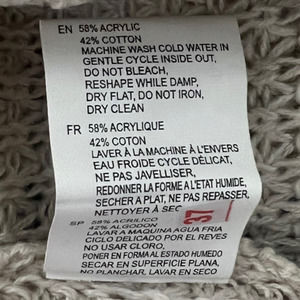 EN 58% ACRYLIC
42% COTTON
MACHINE WASH COLD WATER IN
GENTLE CYCLE INSIDE OUT,
DO NOT BLEACH,
RESHAPE WHILE DAMP,
DRY FLAT, DO NOT IRON,
DRY CLEAN
FR 58% ACRYLIQUE
42% COTON
LAVER À LA MACHINE À L'ENVERS
EAU FROIDE CYCLE DÉLICAT,
NE PAS JAVELLISER,
REDONNER LA FORME A L'ETAT HUMIDE,
SECHER A PLAT, NE PAS REPASSER,
NETTOYER À SEC
37
SP 58% ACRILICO
42% ALGODON
LAVAR A MAQUINA AGUA FRIA
CICLO DELICADO POR EL REVES
NO USAR CLORO,
PONER EN FORMA AL ESTADO HUMEDO
SECAR EN SUPERFICIE PLANA,
NO PLANCHAR, LAVAR EN SECO